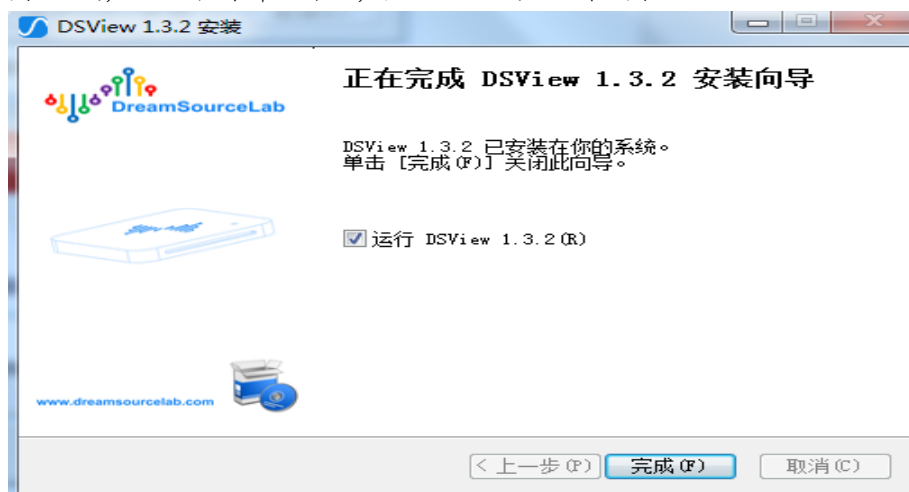 DSView 1.3.2 安装
DreamSourceLab
正在完成 DSView 1.3.2 安装向导
DSView 1.3.2 已安装在你的系统。
单击 [完成(F)] 关闭此向导。
运行 DSView 1.3.2(R)
www.dreamsourcelab.com
< 上一步(P)
完成(F)
取消(C)